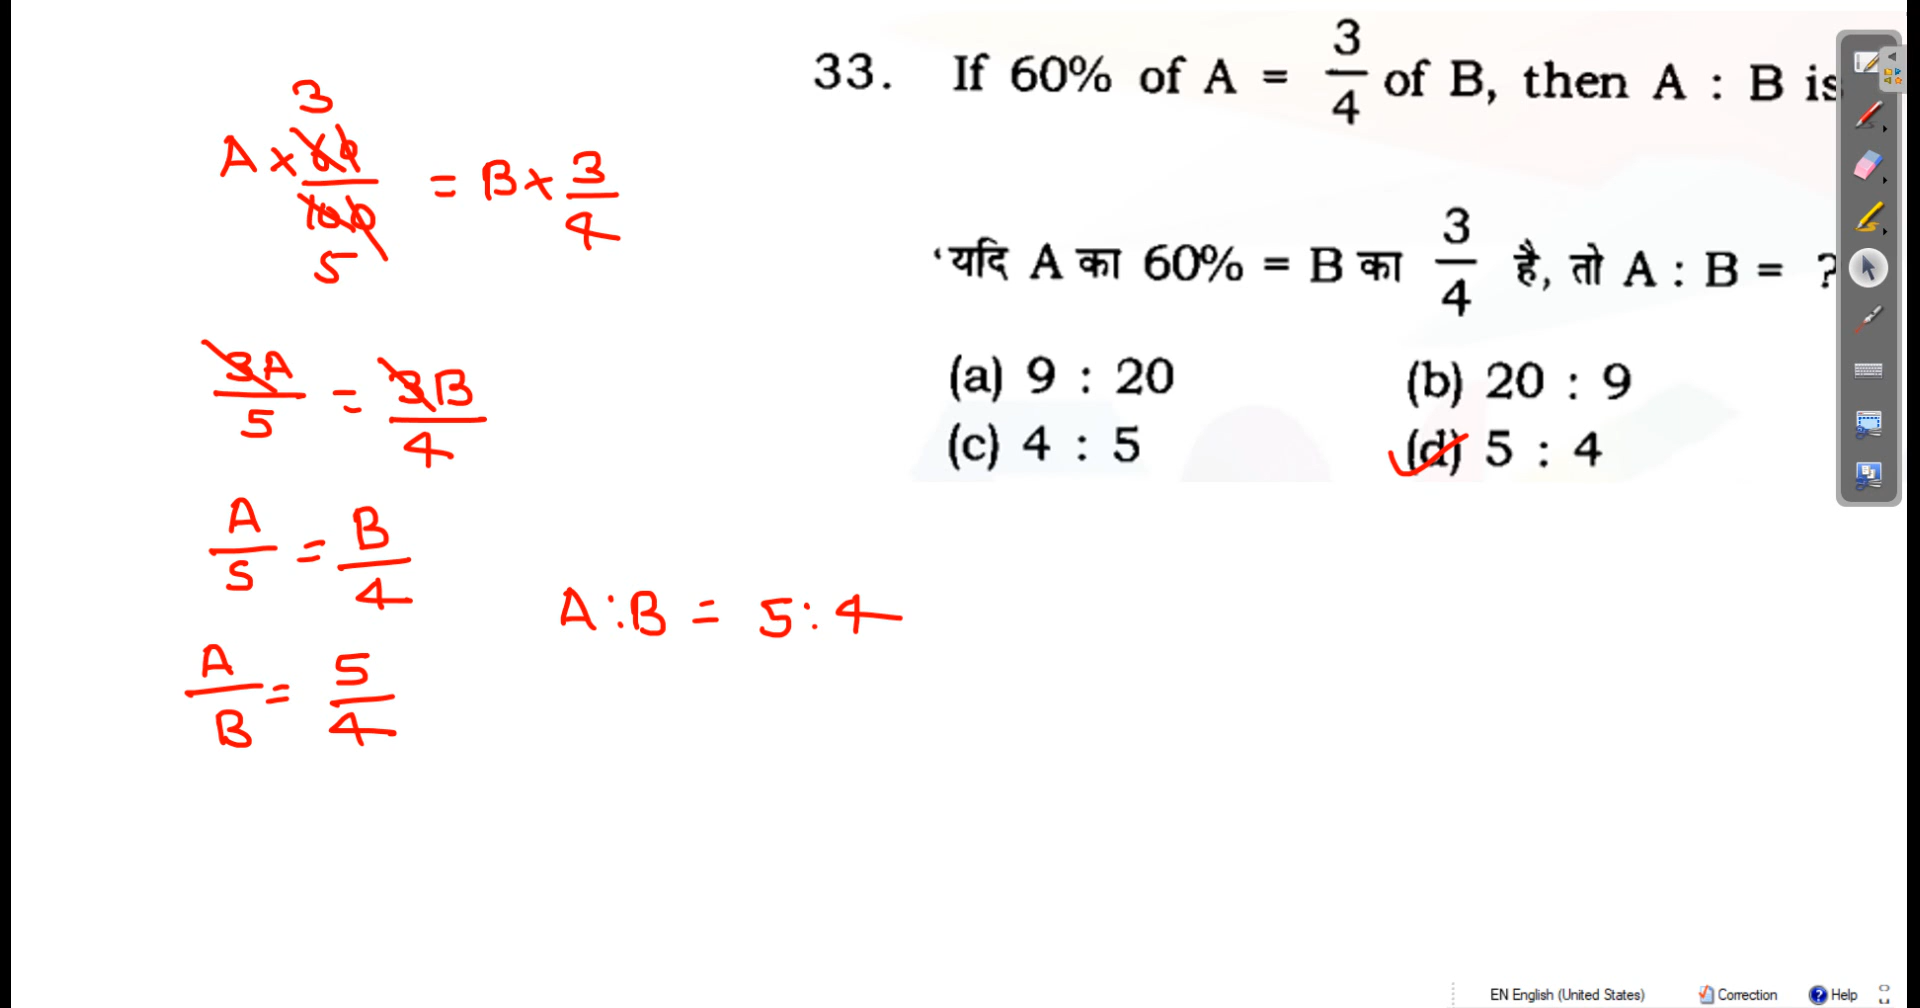 33. If 60% of A = 3/4 of B, then A : B is
'यदि A का 60% = B का 3/4 है, तो A : B = ?
(a) 9 : 20 (b) 20 : 9
(c) 4 : 5 (d) 5 : 4
3
A × 60/100 = B × 3/4
5
3A/5 = 3B/4
A/5 = B/4
A : B = 5 : 4
A/B = 5/4
EN English (United States) Correction Help